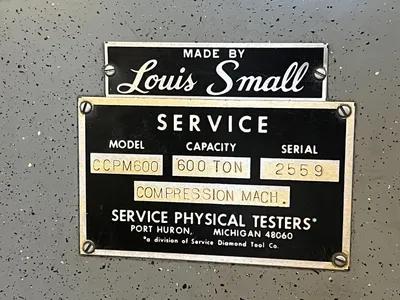 MADE BY
Louis Small
SERVICE
MODEL CAPACITY SERIAL
CCPM600 600 TON 2559
COMPRESSION MACH.
SERVICE PHYSICAL TESTERS*
PORT HURON, MICHIGAN 48060
*a division of Service Diamond Tool Co.